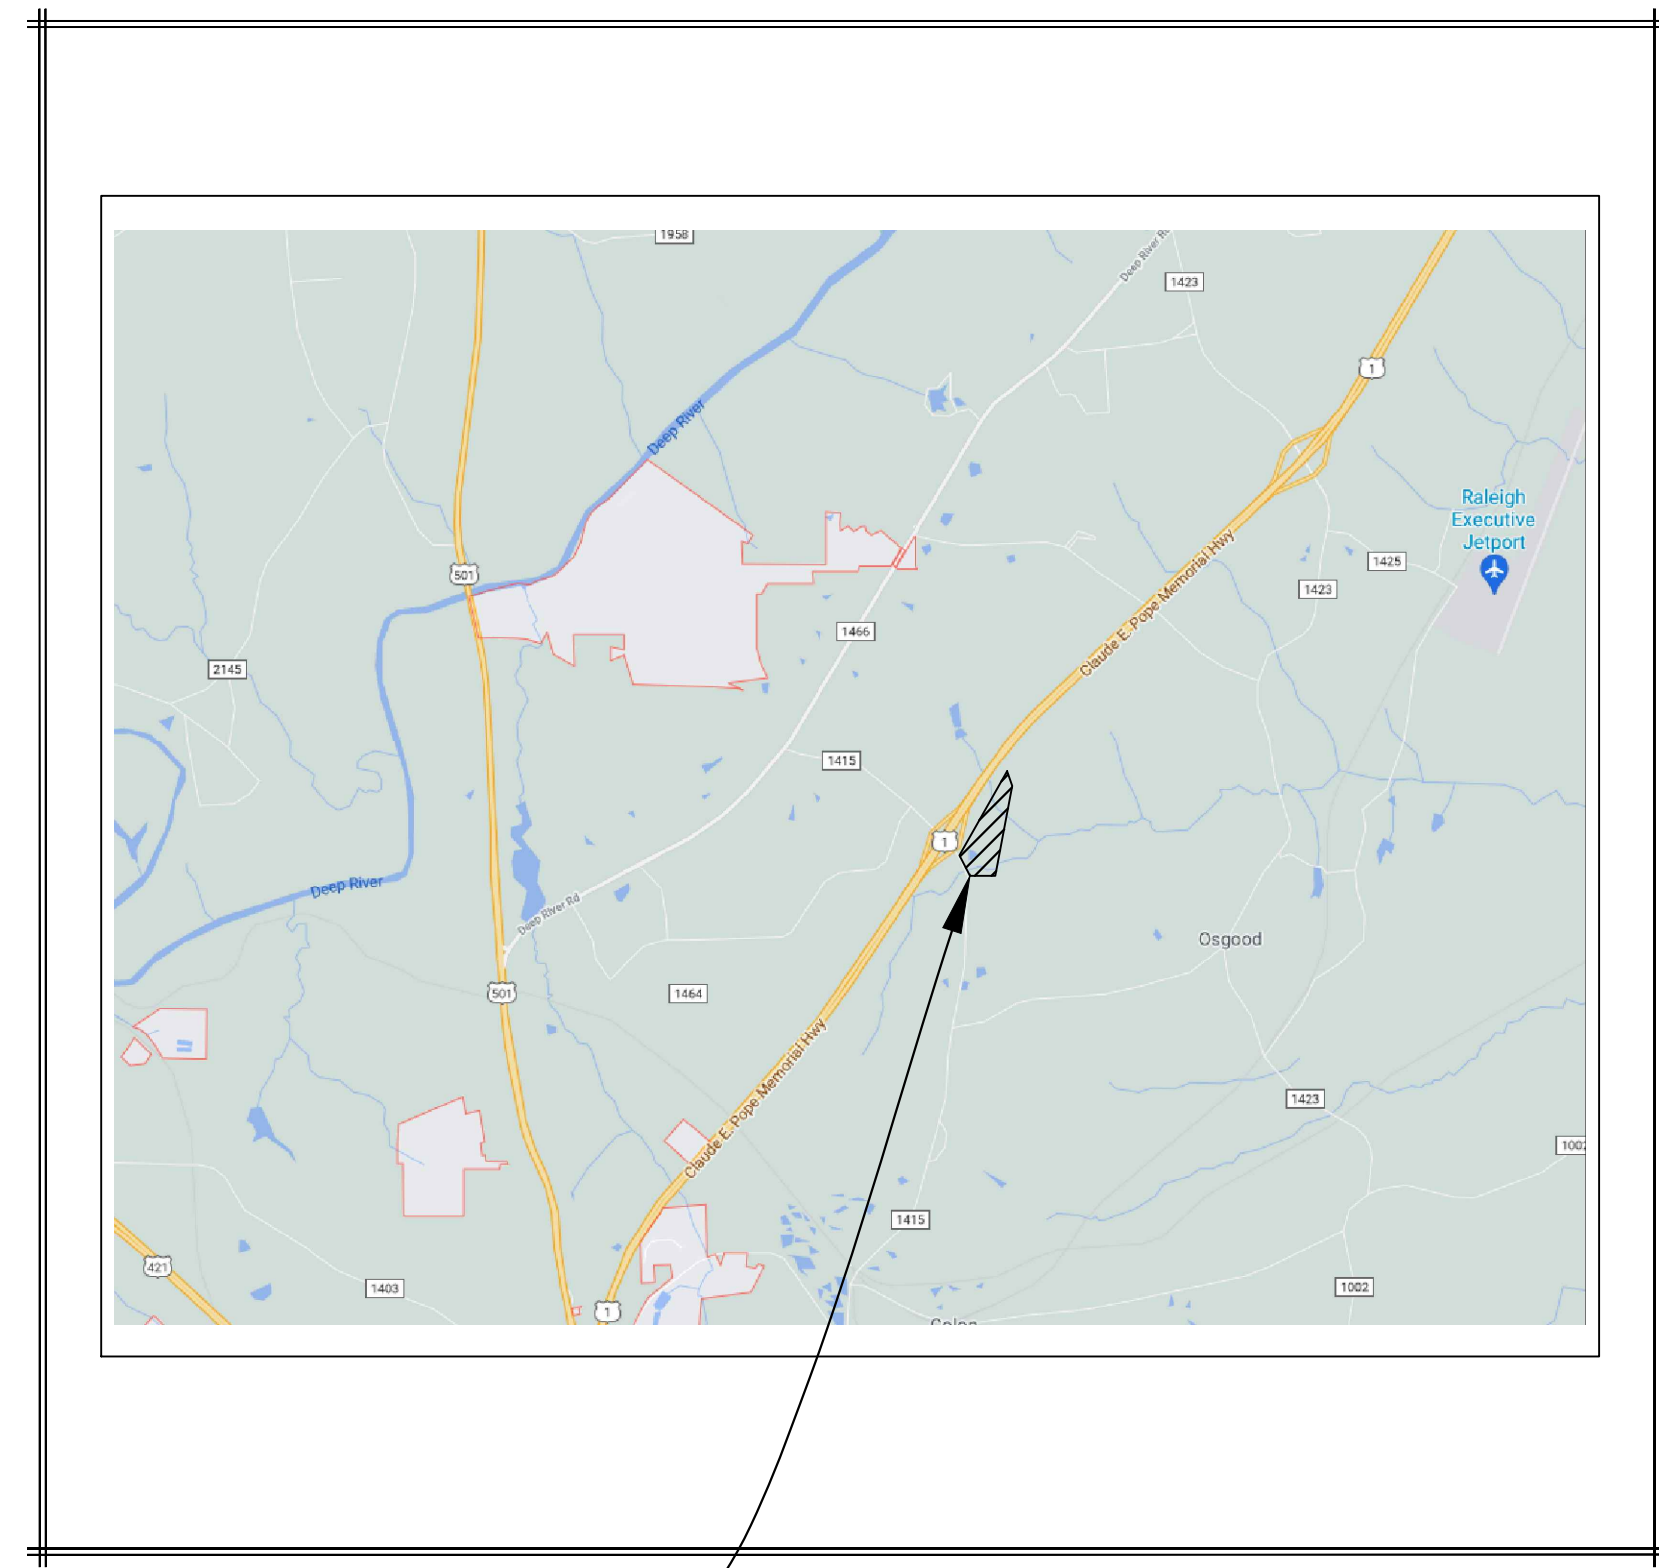 1958
Deep River Rd
1423
1
Deep River
Raleigh
Executive
Jetport
501
1425
1423
Claude E. Pope Memorial Hwy
1466
2145
1415
1
Deep River
Deep River Rd
Osgood
501
1464
Claude E. Pope Memorial Hwy
1423
1415
421
1403
1002
1